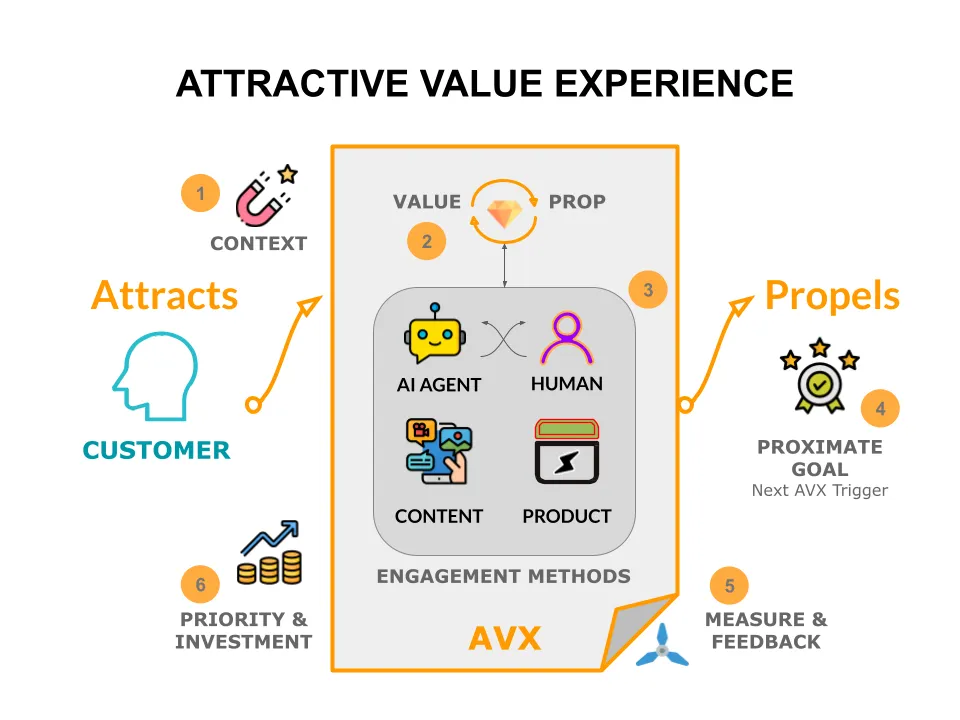 ATTRACTIVE VALUE EXPERIENCE
1
CONTEXT
Attracts
CUSTOMER
VALUE PROP
2
3
AI AGENT
HUMAN
CONTENT
PRODUCT
ENGAGEMENT METHODS
AVX
Propels
4
PROXIMATE
GOAL
Next AVX Trigger
5
MEASURE &
FEEDBACK
6
PRIORITY &
INVESTMENT